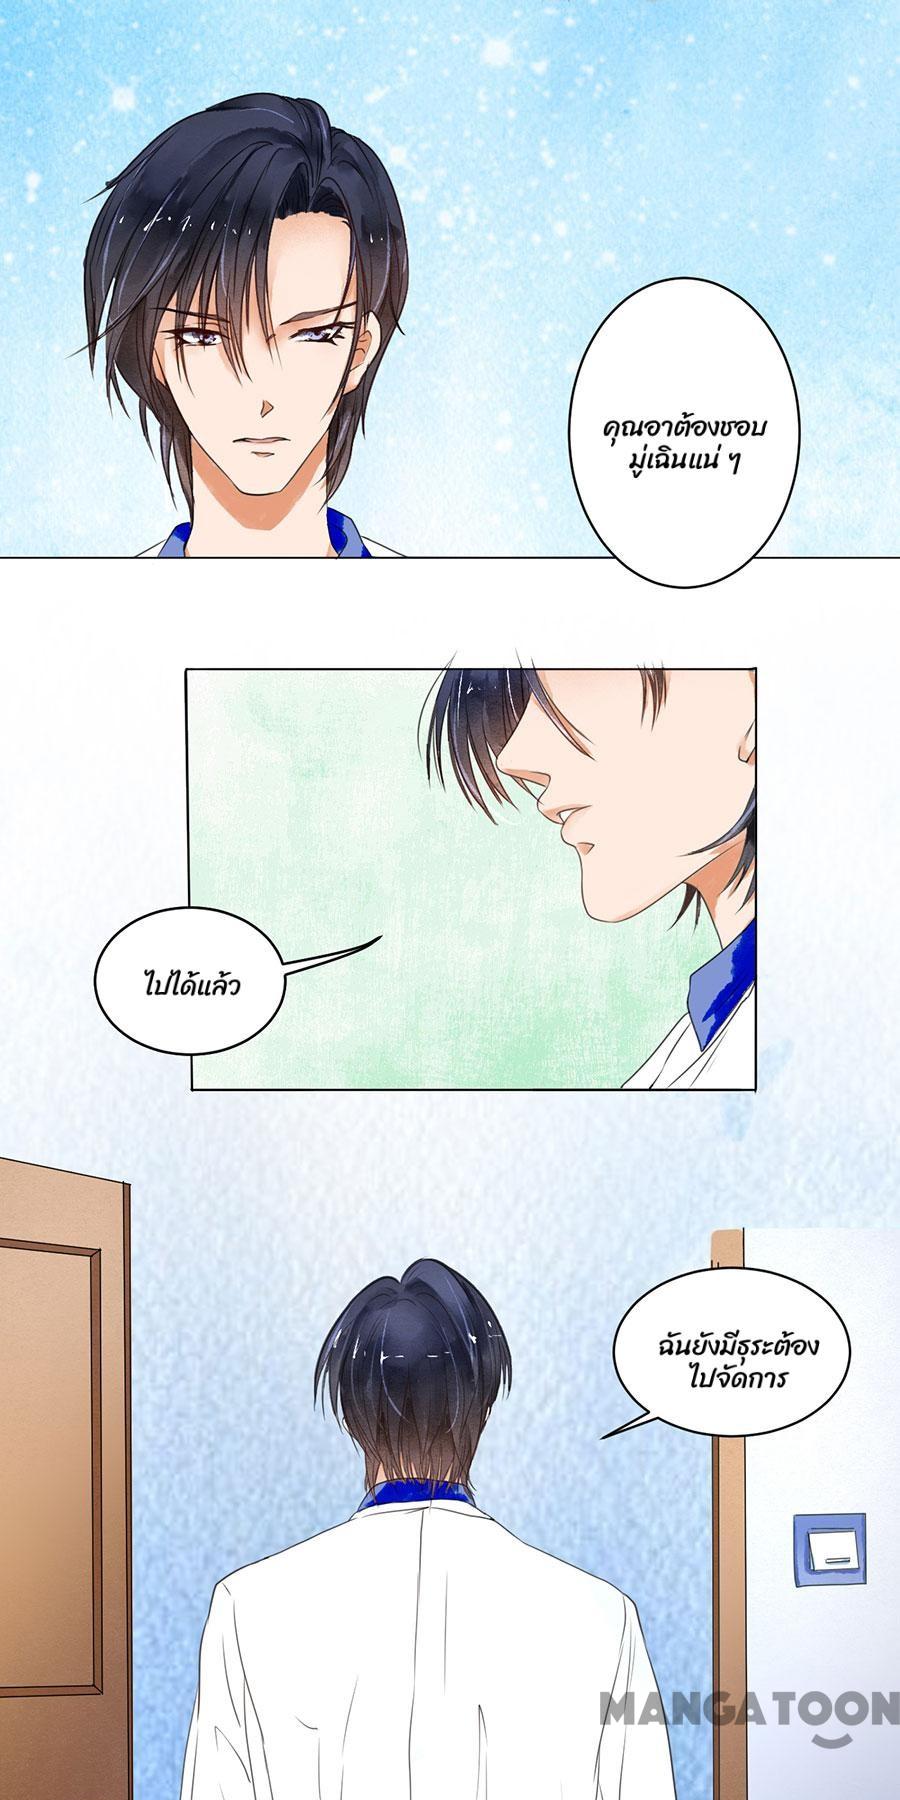 คุณอาต้องชอบ
มู่เฉินแน่ ๆ
ไปได้แล้ว
ฉันยังมีธุระต้อง
ไปจัดการ
MANGATOON